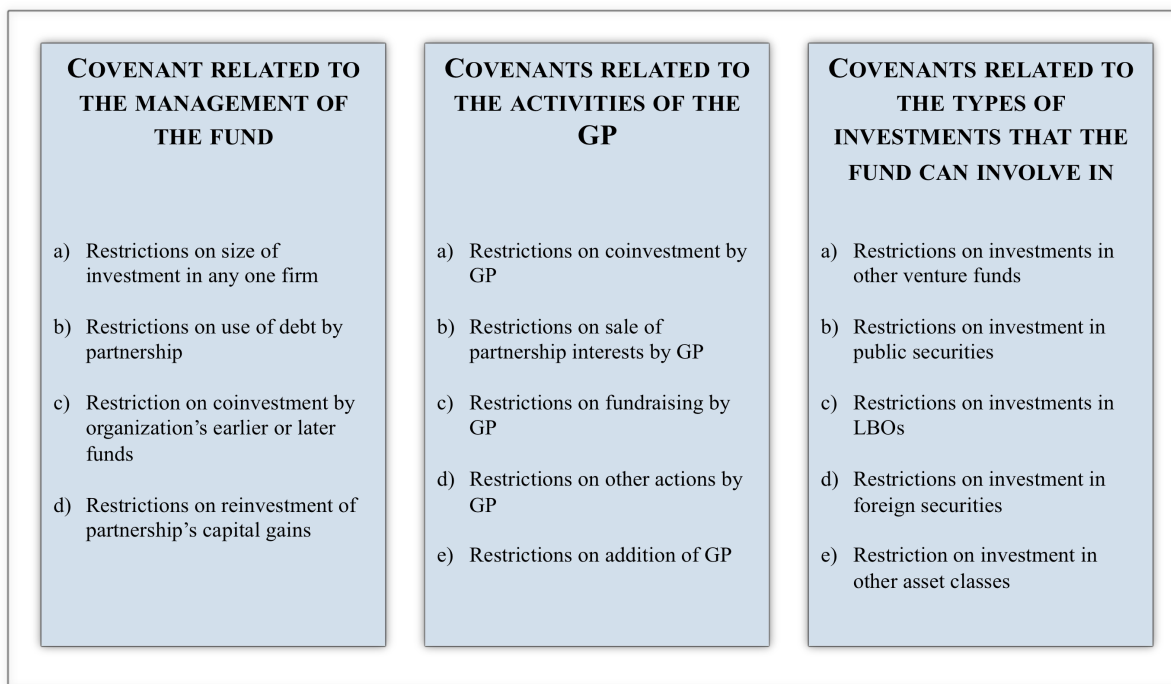 COVENANT RELATED TO
THE MANAGEMENT OF
THE FUND
a) Restrictions on size of
investment in any one firm
b) Restrictions on use of debt by
partnership
c) Restriction on coinvestment by
organization’s earlier or later
funds
d) Restrictions on reinvestment of
partnership’s capital gains
COVENANTS RELATED TO
THE ACTIVITIES OF THE
GP
a) Restrictions on coinvestment by
GP
b) Restrictions on sale of
partnership interests by GP
c) Restrictions on fundraising by
GP
d) Restrictions on other actions by
GP
e) Restrictions on addition of GP
COVENANTS RELATED TO
THE TYPES OF
INVESTMENTS THAT THE
FUND CAN INVOLVE IN
a) Restrictions on investments in
other venture funds
b) Restrictions on investment in
public securities
c) Restrictions on investments in
LBOs
d) Restrictions on investment in
foreign securities
e) Restriction on investment in
other asset classes